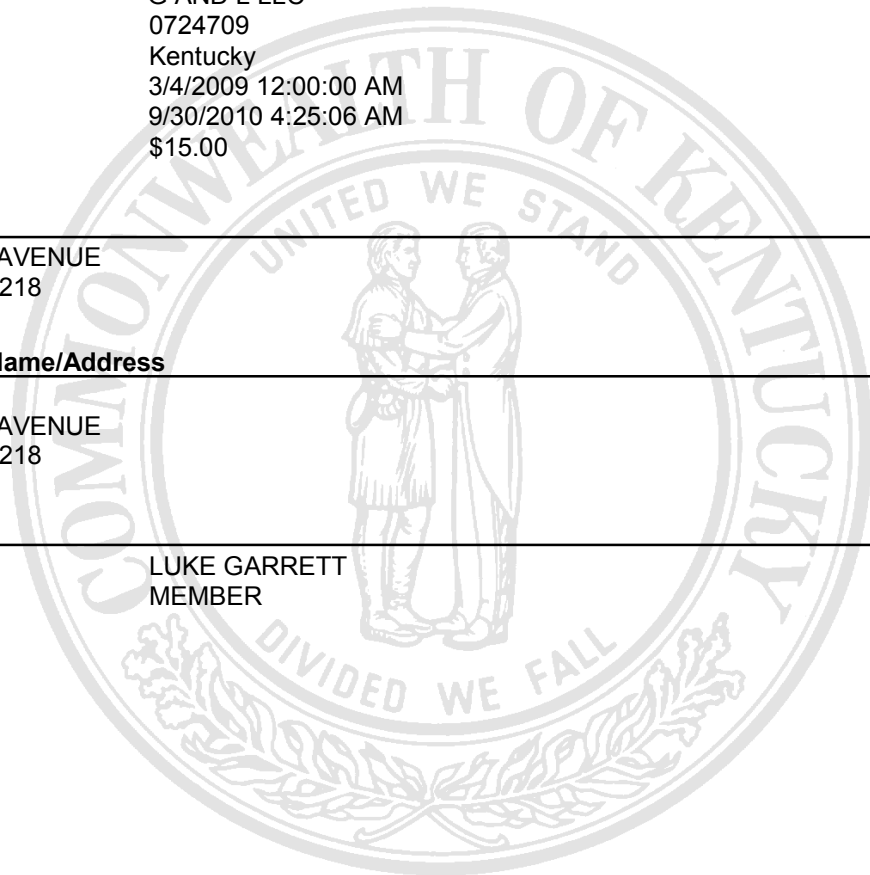 LLC
0724709
Kentucky
3/4/2009 12:00:00 AM
9/30/2010 4:25:06 AM
$15.00
AVENUE
218
Name/Address
AVENUE
218
LUKE GARRETT
MEMBER
COMMONWEALTH OF KENTUCKY
UNITED WE STAND
DIVIDED WE FALL